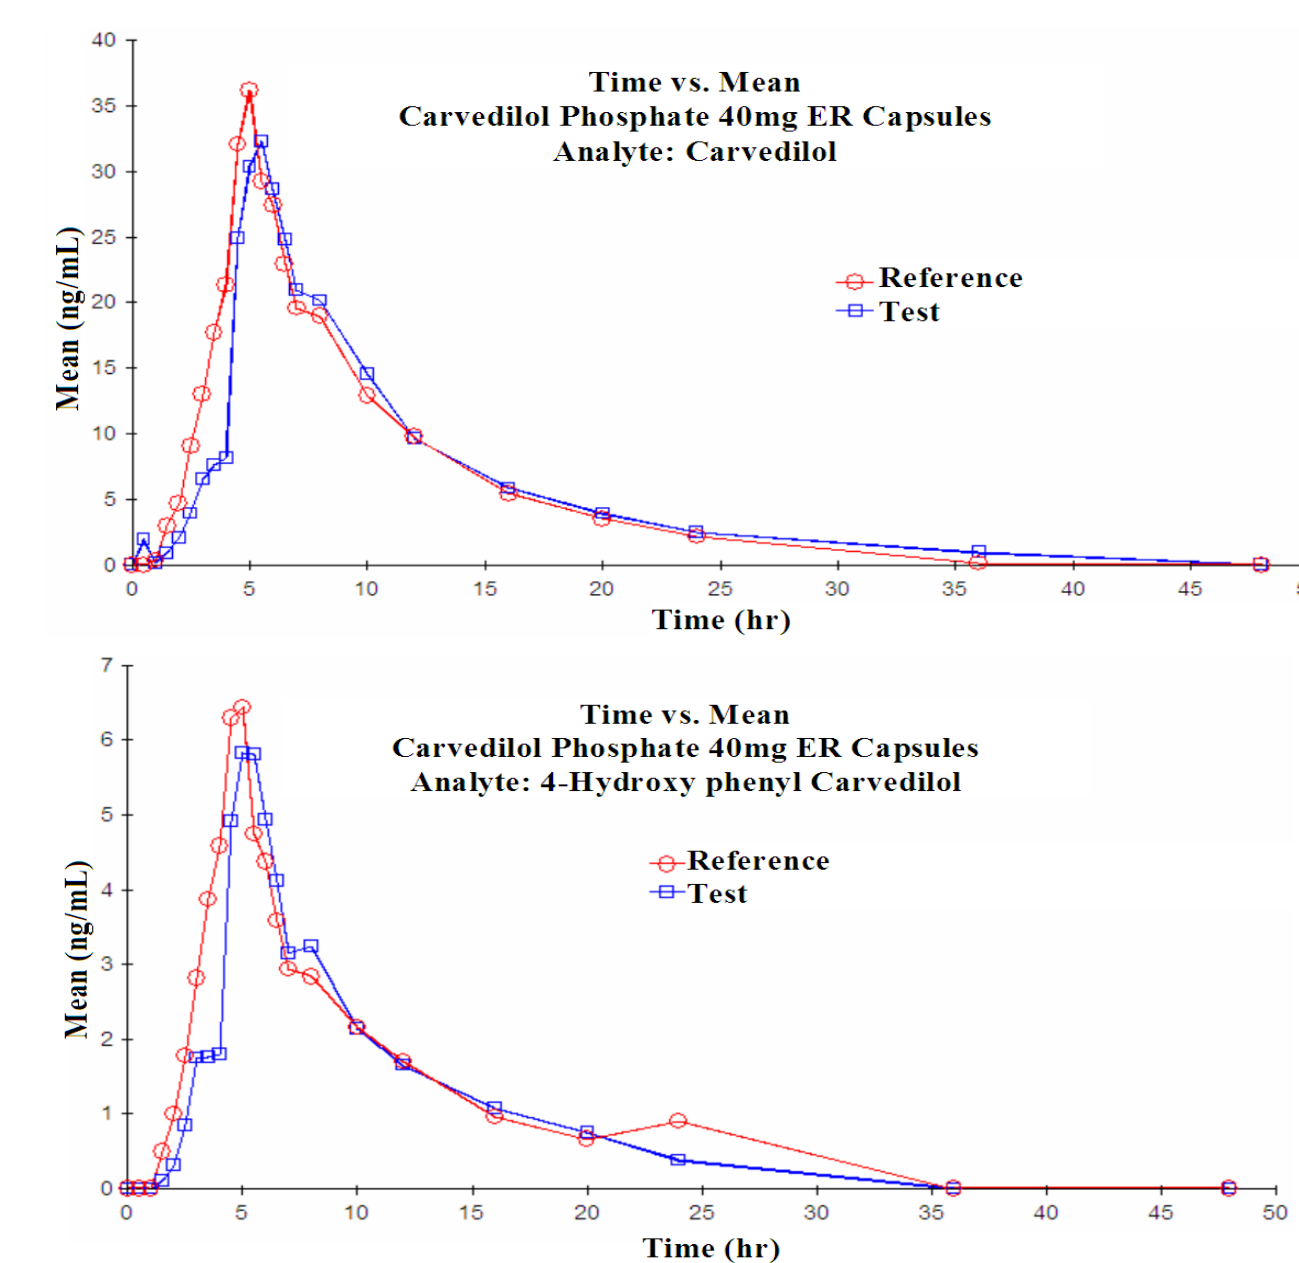 40
35
30
25
20
15
10
5
0
Mean (ng/mL)
Time vs. Mean
Carvedilol Phosphate 40mg ER Capsules
Analyte: Carvedilol
Reference
Test
0 5 10 15 20 25 30 35 40 45
Time (hr)
7
6
5
4
3
2
1
0
Mean (ng/mL)
Time vs. Mean
Carvedilol Phosphate 40mg ER Capsules
Analyte: 4-Hydroxy phenyl Carvedilol
Reference
Test
0 5 10 15 20 25 30 35 40 45 50
Time (hr)